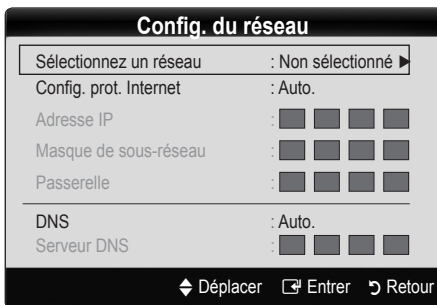 Config. du réseau
Sélectionnez un réseau : Non sélectionné ▶
Config. prot. Internet : Auto.
Adresse IP :
Masque de sous-réseau :
Passerelle :
DNS : Auto.
Serveur DNS :
Déplacer Entrer Retour